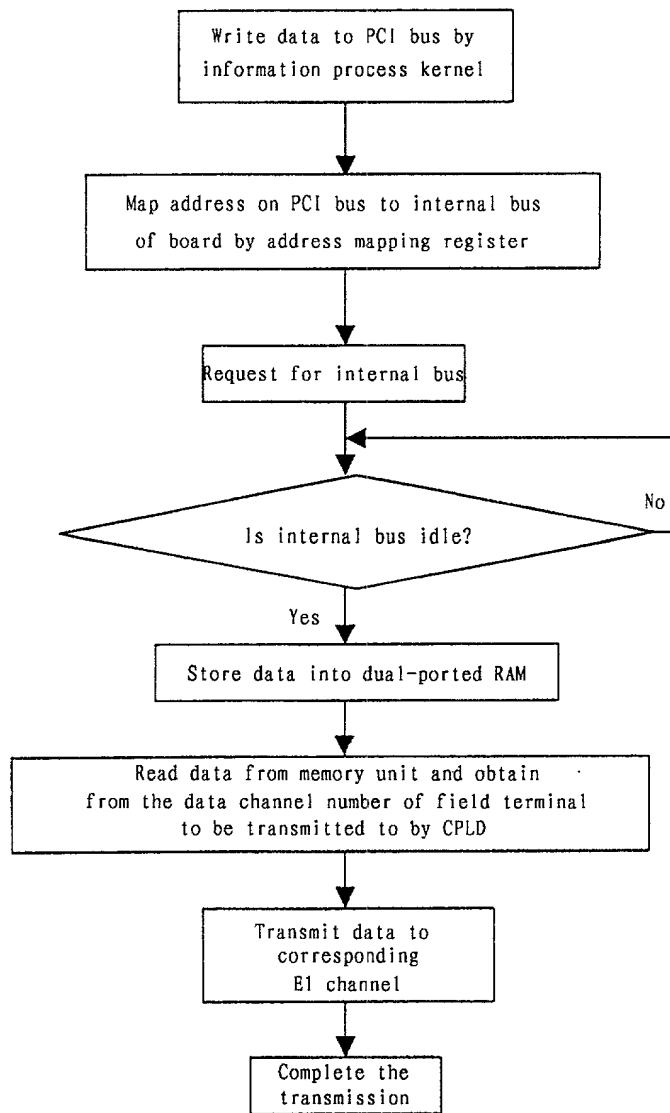 Write data to PCI bus by
information process kernel
Map address on PCI bus to internal bus
of board by address mapping register
Request for internal bus
Is internal bus idle?
No
Yes
Store data into dual-ported RAM
Read data from memory unit and obtain
from the data channel number of field terminal
to be transmitted to by CPLD
Transmit data to
corresponding
E1 channel
Complete the
transmission